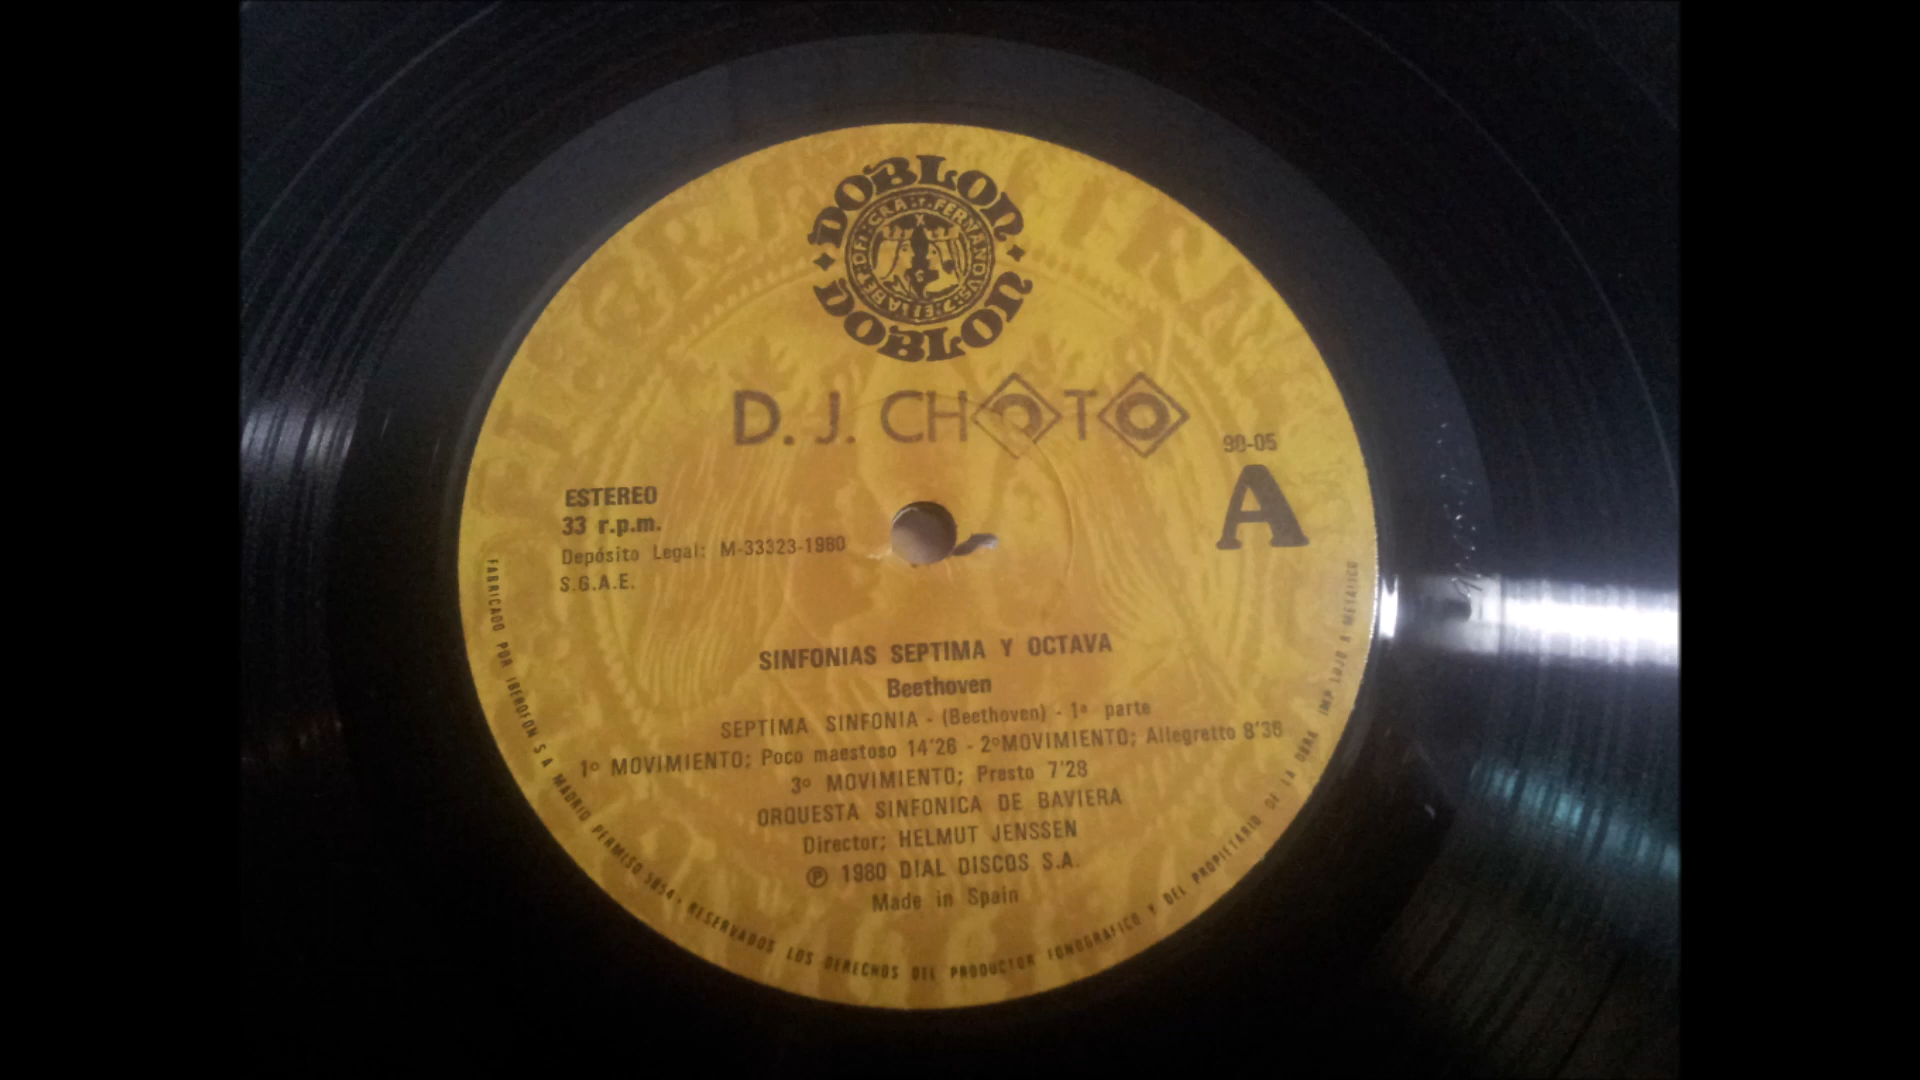 DOBLON
DOBLON
D. J. CHOTO
90-05
A
ESTEREO
33 r.p.m.
Depósito Legal: M-33323-1980
S.G.A.E.
SINFONIAS SEPTIMA Y OCTAVA
Beethoven
SEPTIMA SINFONIA - (Beethoven) - 1ª parte
1º MOVIMIENTO; Poco maestoso 14'26 - 2º MOVIMIENTO; Allegretto 8'36
3º MOVIMIENTO; Presto 7'28
ORQUESTA SINFONICA DE BAVIERA
Director; HELMUT JENSSEN
℗ 1980 DIAL DISCOS S.A.
Made in Spain
FABRICADO POR IBEROFON S A MADRID PERMISO 5854 - RESERVADOS LOS DERECHOS DEL PRODUCTOR FONOGRAFICO Y DEL PROPIETARIO DE LA OBRA